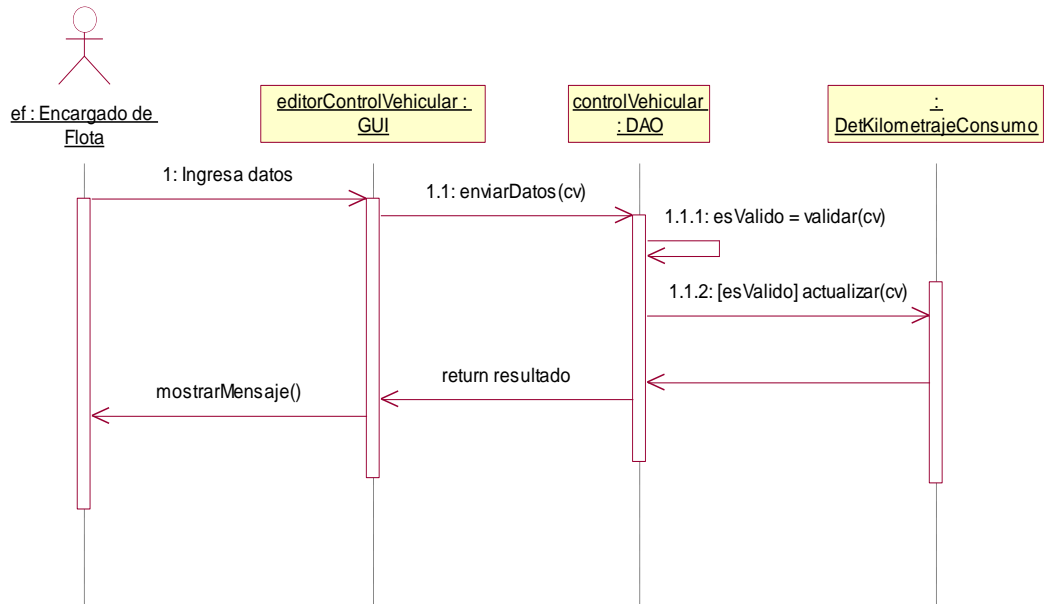 ef : Encargado de
Flota
editorControlVehicular :
GUI
controlVehicular
: DAO
:
DetKilometrajeConsumo
1: Ingresa datos
1.1: enviarDatos(cv)
1.1.1: esValido = validar(cv)
1.1.2: [esValido] actualizar(cv)
return resultado
mostrarMensaje()